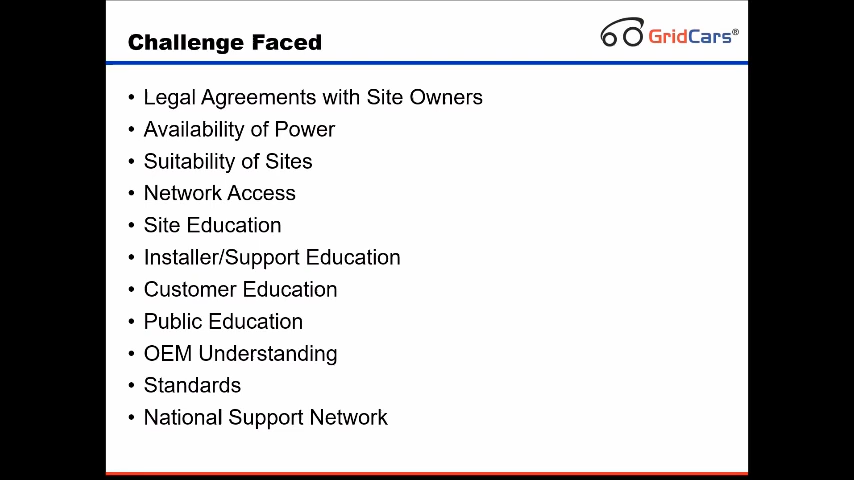 Challenge Faced
GridCars®
• Legal Agreements with Site Owners
• Availability of Power
• Suitability of Sites
• Network Access
• Site Education
• Installer/Support Education
• Customer Education
• Public Education
• OEM Understanding
• Standards
• National Support Network